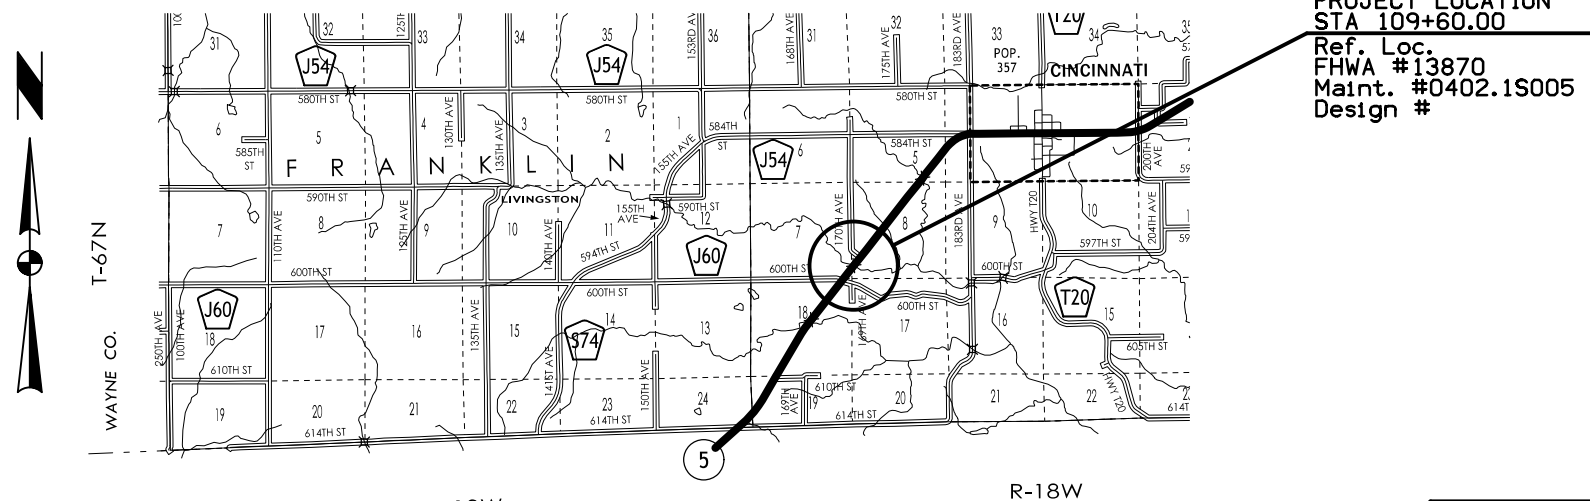 PROJECT LOCATION
STA 109+60.00
Ref. Loc.
FHWA #13870
Maint. #0402.1S005
Design #
N
T-67N
WAYNE CO.
R-18W
31
32
33
34
35
36
31
32
33
34
J54
J54
T20
125TH
153RD AVE
168TH AVE
175TH AVE
183RD AVE
POP.
357
CINCINNATI
580TH ST
580TH ST
580TH ST
6
5
4
3
2
1
6
5
130TH AVE
135TH AVE
155TH AVE
584TH
ST
584TH ST
J54
585TH
ST
200TH
AVE
FRANKLIN
590TH ST
LIVINGSTON
155TH
AVE
590TH ST
7
8
9
10
11
12
7
8
9
10
110TH AVE
125TH AVE
140TH AVE
594TH ST
170TH AVE
183RD AVE
HWY T20
204TH AVE
597TH ST
J60
600TH ST
600TH ST
600TH ST
600TH ST
600TH ST
J60
S74
T20
250TH AVE
100TH AVE
18
17
16
15
14
13
18
17
16
15
135TH AVE
141ST AVE
150TH AVE
169TH AVE
605TH ST
610TH ST
610TH ST
169TH
AVE
HWY T20
19
20
21
22
23
24
19
20
21
22
614TH ST
614TH ST
614TH ST
614T
5